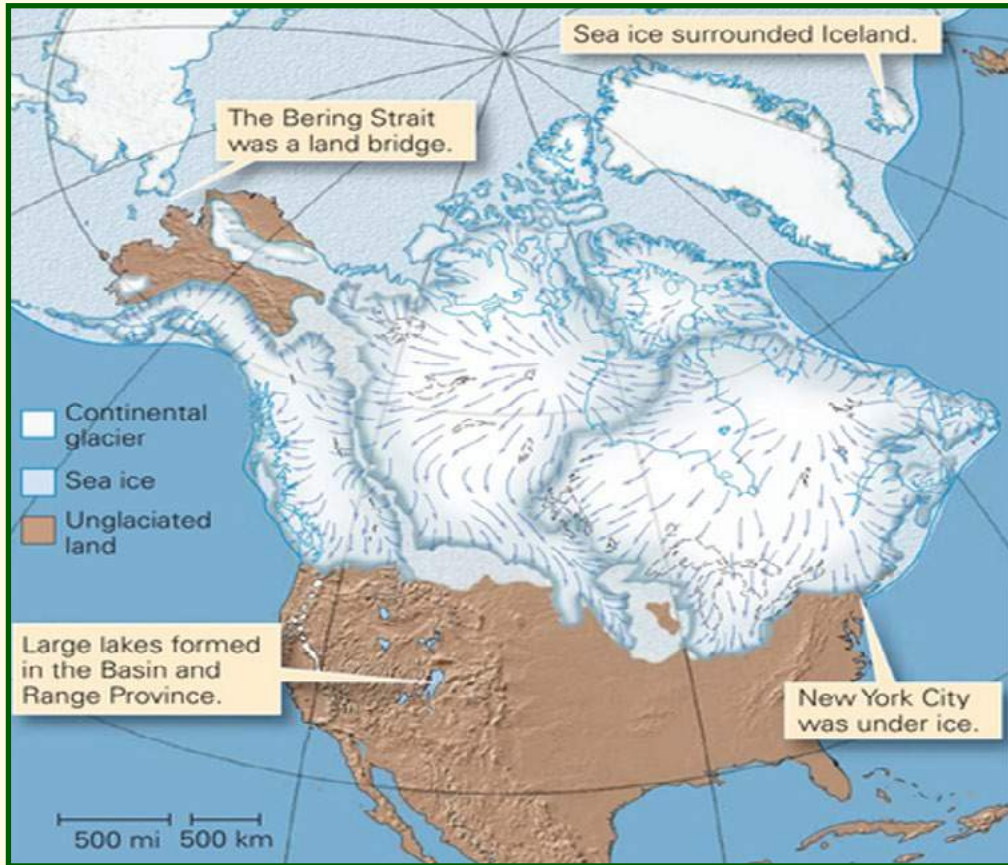 Sea ice surrounded Iceland.
The Bering Strait
was a land bridge.
Continental
glacier
Sea ice
Unglaciated
land
Large lakes formed
in the Basin and
Range Province.
New York City
was under ice.
500 mi
500 km